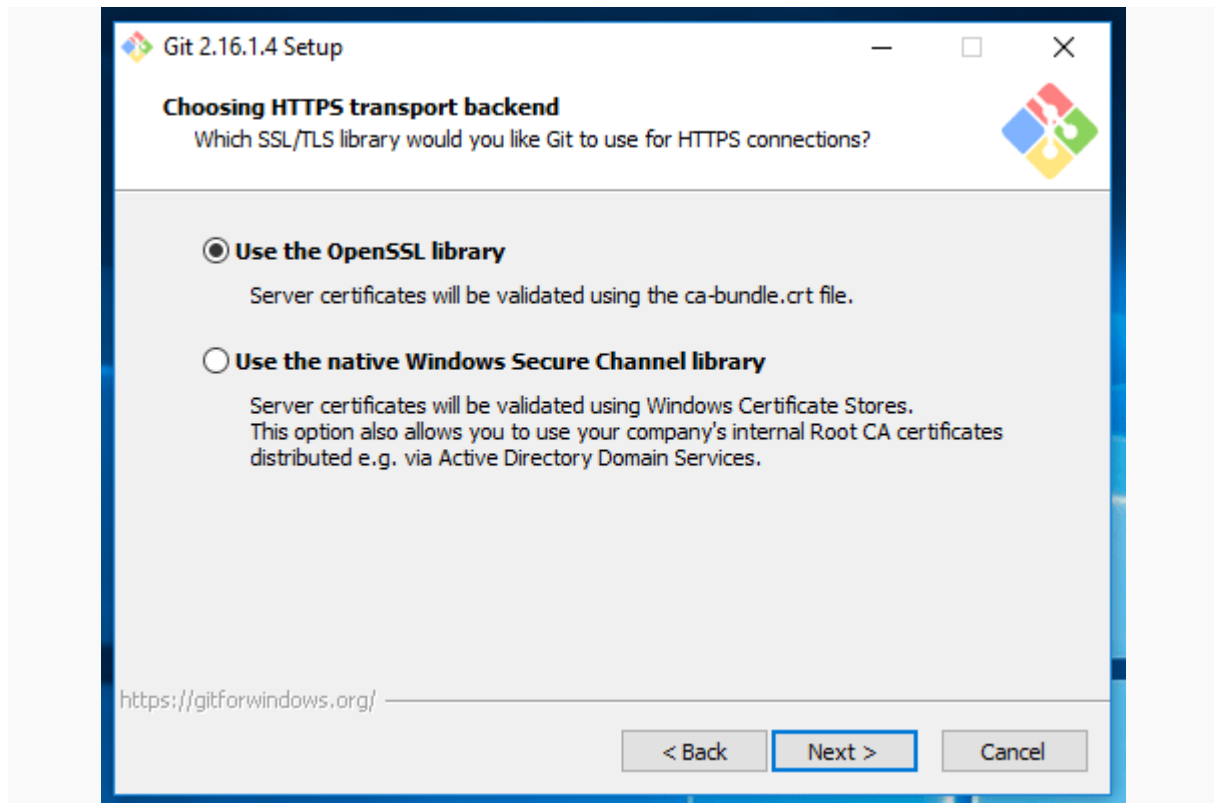 Git 2.16.1.4 Setup
Choosing HTTPS transport backend
Which SSL/TLS library would you like Git to use for HTTPS connections?
Use the OpenSSL library
Server certificates will be validated using the ca-bundle.crt file.
Use the native Windows Secure Channel library
Server certificates will be validated using Windows Certificate Stores.
This option also allows you to use your company's internal Root CA certificates
distributed e.g. via Active Directory Domain Services.
https://gitforwindows.org/
< Back Next > Cancel